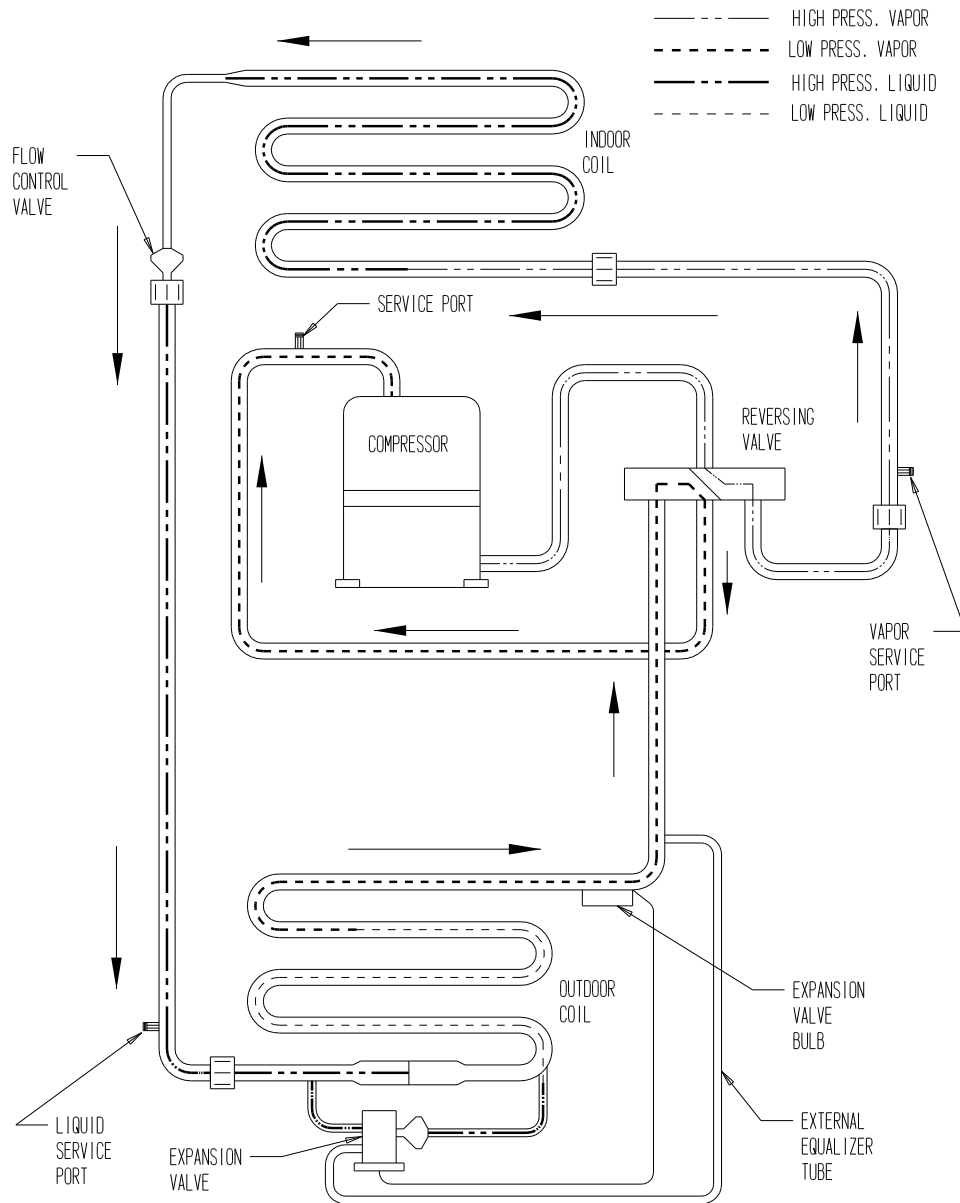 HIGH PRESS. VAPOR
LOW PRESS. VAPOR
HIGH PRESS. LIQUID
LOW PRESS. LIQUID
INDOOR
COIL
FLOW
CONTROL
VALVE
SERVICE PORT
COMPRESSOR
REVERSING
VALVE
VAPOR
SERVICE
PORT
OUTDOOR
COIL
EXPANSION
VALVE
BULB
LIQUID
SERVICE
PORT
EXPANSION
VALVE
EXTERNAL
EQUALIZER
TUBE